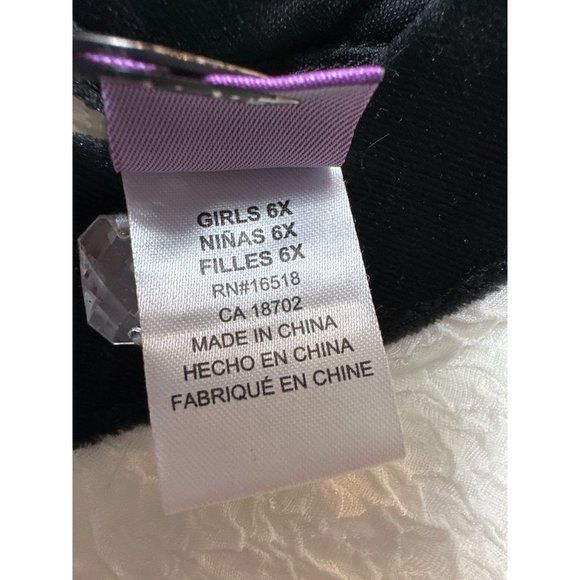 GIRLS 6X
NIÑAS 6X
FILLES 6X
RN#16518
CA 18702
MADE IN CHINA
HECHO EN CHINA
FABRIQUÉ EN CHINE